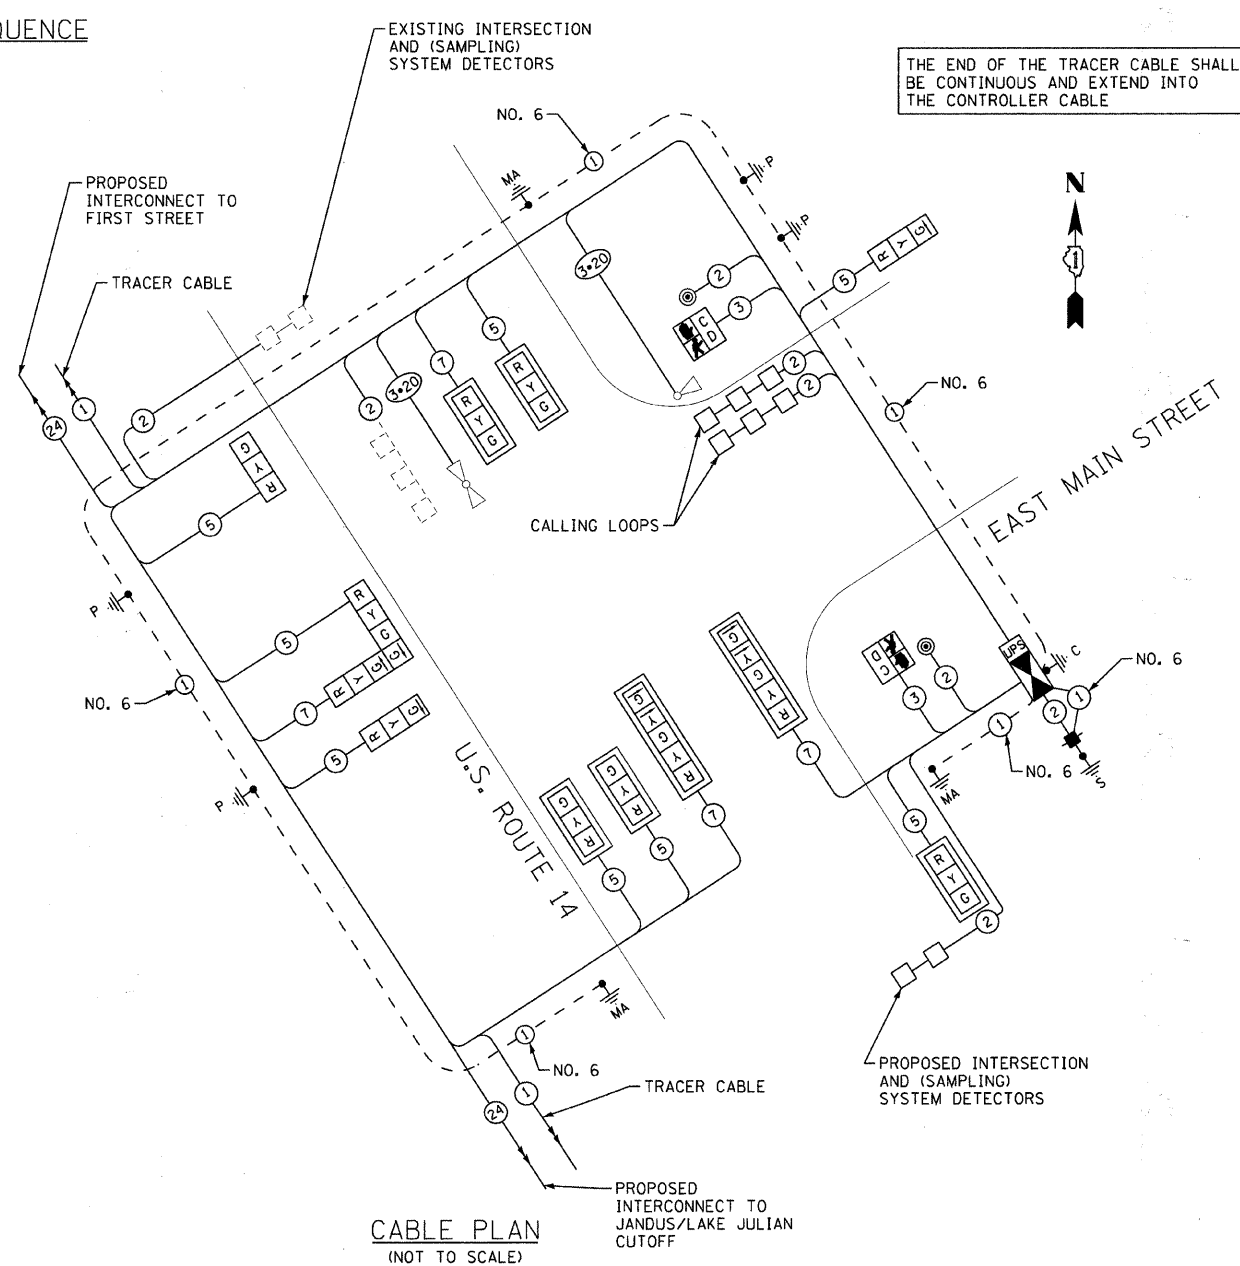 QUENCE
EXISTING INTERSECTION
AND (SAMPLING)
SYSTEM DETECTORS
THE END OF THE TRACER CABLE SHALL
BE CONTINUOUS AND EXTEND INTO
THE CONTROLLER CABLE
NO. 6
1
MA
P
P
N
PROPOSED
INTERCONNECT TO
FIRST STREET
TRACER CABLE
R Y G
5
3•20
2
3
C
D
5
7
3•20
2
2
1
24
R Y G
R Y G
2
2
NO. 6
1
G Y R
5
CALLING LOOPS
EAST MAIN STREET
P
R Y G
5
R Y G G
7
R Y G
5
NO. 6
1
P
U.S. ROUTE 14
G Y G Y R
7
G Y G Y R
7
G Y R
5
G Y R
5
D C
3
2
UPS
C
1
NO. 6
2
S
1
NO. 6
MA
5
R Y G
2
MA
1
NO. 6
1
TRACER CABLE
24
PROPOSED INTERSECTION
AND (SAMPLING)
SYSTEM DETECTORS
PROPOSED
INTERCONNECT TO
JANDUS/LAKE JULIAN
CUTOFF
CABLE PLAN
(NOT TO SCALE)